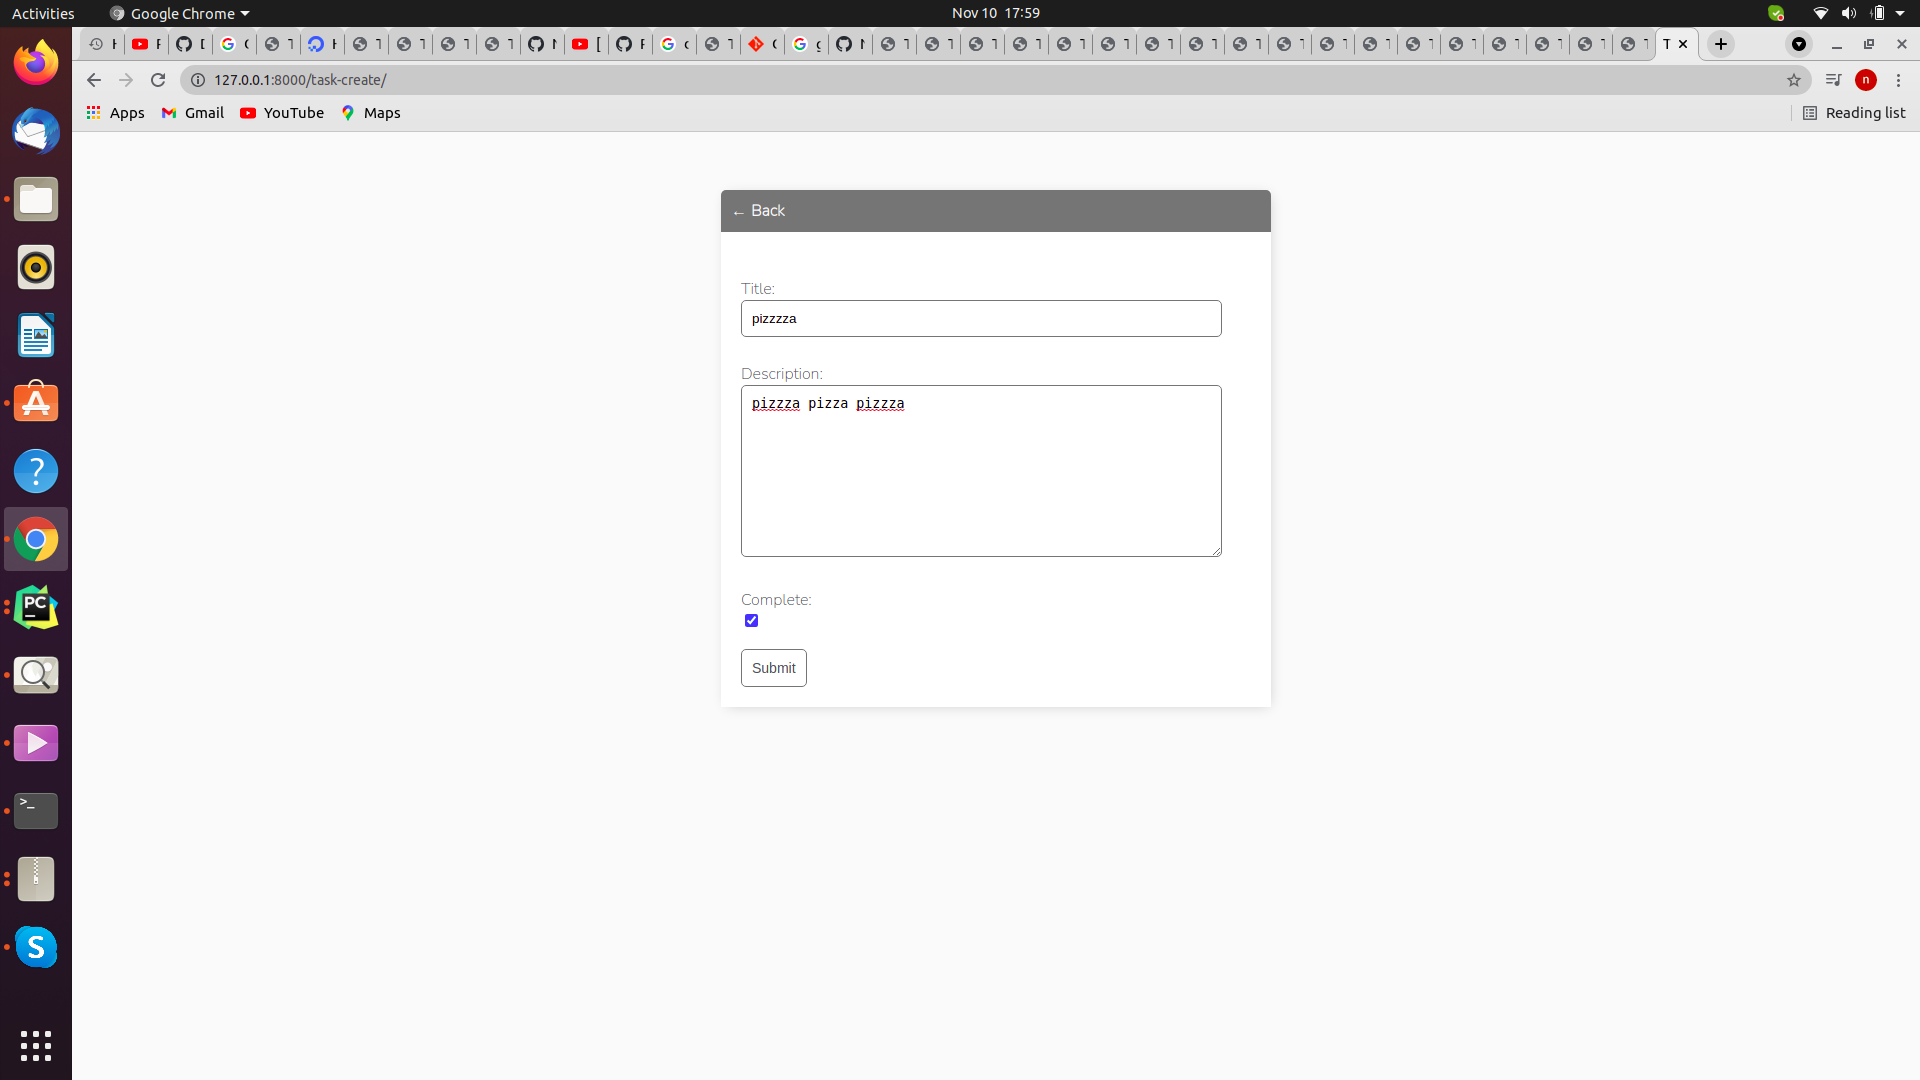 Activities
Google Chrome
Nov 10 17:59
127.0.0.1:8000/task-create/
n
Apps
Gmail
YouTube
Maps
Reading list
← Back
Title:
pizzzza
Description:
pizzza pizza pizzza
Complete:
Submit